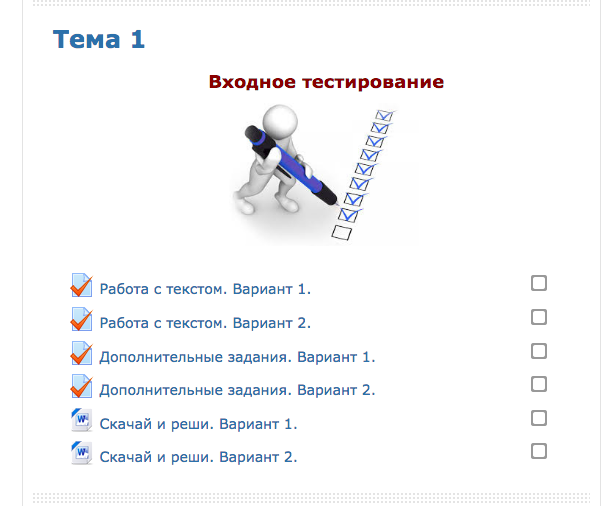 Тема 1
Входное тестирование
Работа с текстом. Вариант 1.
Работа с текстом. Вариант 2.
Дополнительные задания. Вариант 1.
Дополнительные задания. Вариант 2.
Скачай и реши. Вариант 1.
Скачай и реши. Вариант 2.